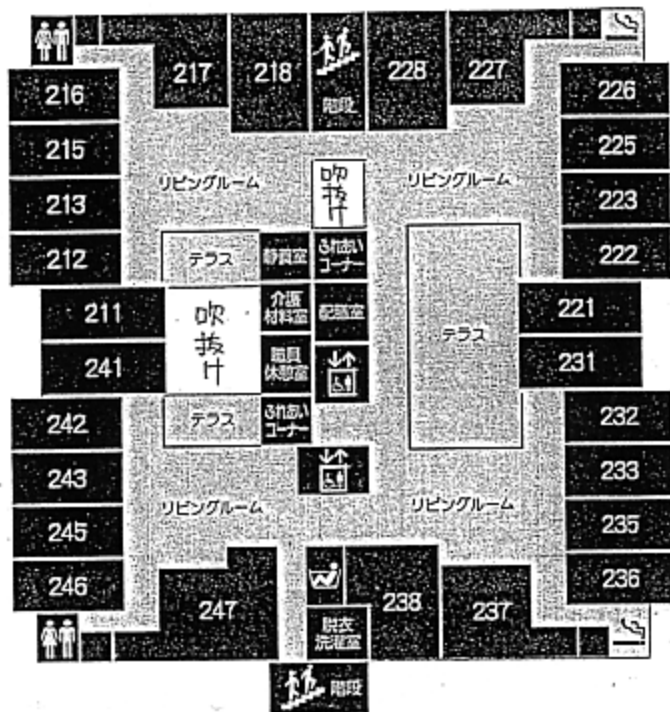 217
218
階段
228
227
216
226
215
225
リビングルーム
吹抜け
リビングルーム
213
223
212
テラス
静養室
ふれあい
コーナー
222
211
吹抜け
介護
材料室
配膳室
テラス
221
241
職員
休憩室
231
242
テラス
ふれあい
コーナー
232
243
リビングルーム
リビングルーム
233
245
235
246
247
238
237
236
脱衣
洗濯室
階段